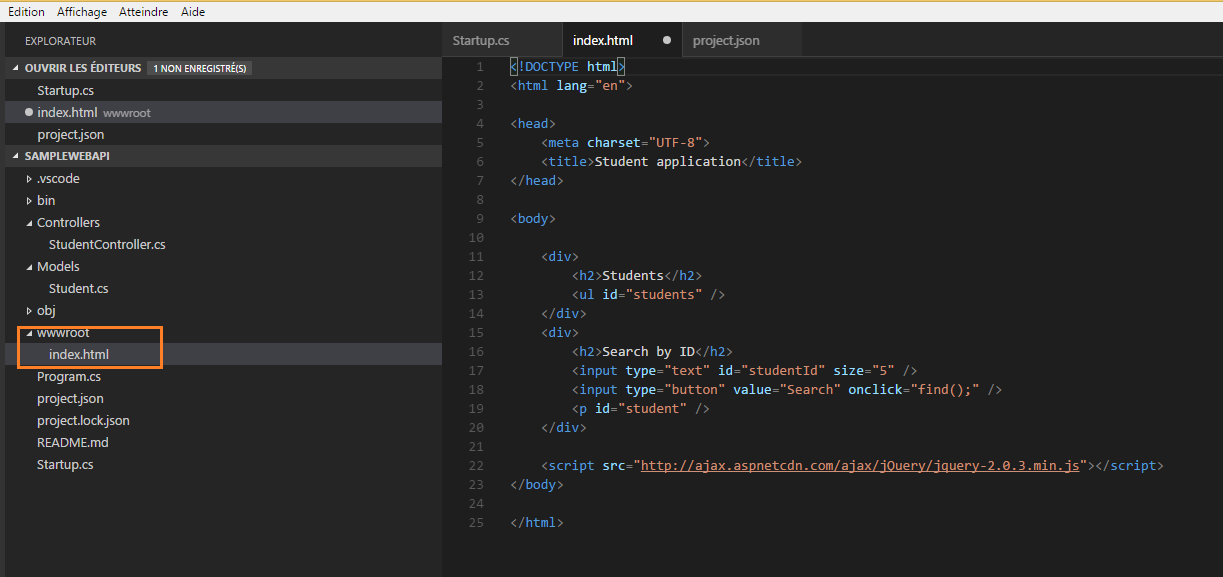 Edition Affichage Atteindre Aide
EXPLORATEUR
OUVRIR LES ÉDITEURS 1 NON ENREGISTRÉ(S)
Startup.cs
index.html wwwroot
project.json
SAMPLEWEBAPI
.vscode
bin
Controllers
StudentController.cs
Models
Student.cs
obj
wwwroot
index.html
Program.cs
project.json
project.lock.json
README.md
Startup.cs
Startup.cs index.html project.json
1 <!DOCTYPE html>
2 <html lang="en">
3
4 <head>
5 <meta charset="UTF-8">
6 <title>Student application</title>
7 </head>
8
9 <body>
10
11 <div>
12 <h2>Students</h2>
13 <ul id="students" />
14 </div>
15 <div>
16 <h2>Search by ID</h2>
17 <input type="text" id="studentId" size="5" />
18 <input type="button" value="Search" onclick="find();" />
19 <p id="student" />
20 </div>
21
22 <script src="http://ajax.aspnetcdn.com/ajax/jQuery/jquery-2.0.3.min.js"></script>
23 </body>
24
25 </html>